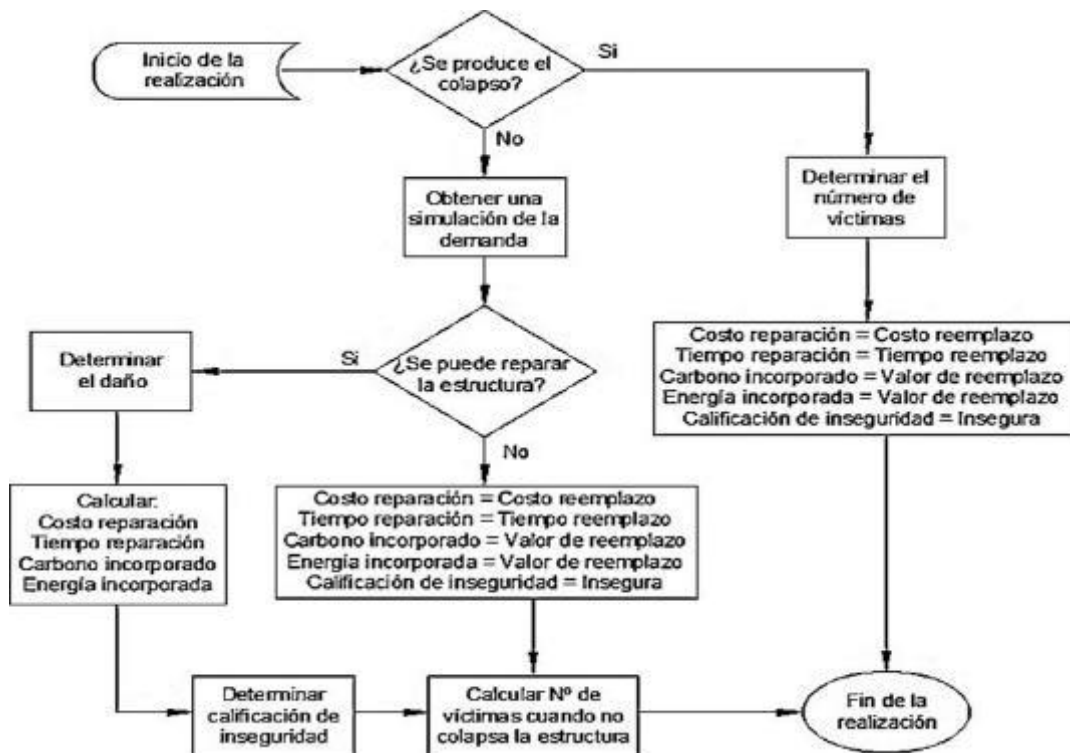 Inicio de la
realización
¿Se produce el
colapso?
Si
No
Obtener una
simulación de la
demanda
Determinar el
número de
víctimas
¿Se puede reparar
la estructura?
Si
No
Determinar
el daño
Costo reparación = Costo reemplazo
Tiempo reparación = Tiempo reemplazo
Carbono incorporado = Valor de reemplazo
Energía incorporada = Valor de reemplazo
Calificación de inseguridad = Insegura
Calcular:
Costo reparación
Tiempo reparación
Carbono incorporado
Energía incorporada
Costo reparación = Costo reemplazo
Tiempo reparación = Tiempo reemplazo
Carbono incorporado = Valor de reemplazo
Energía incorporada = Valor de reemplazo
Calificación de inseguridad = Insegura
Determinar
calificación de
inseguridad
Calcular Nº de
víctimas cuando no
colapsa la estructura
Fin de la
realización